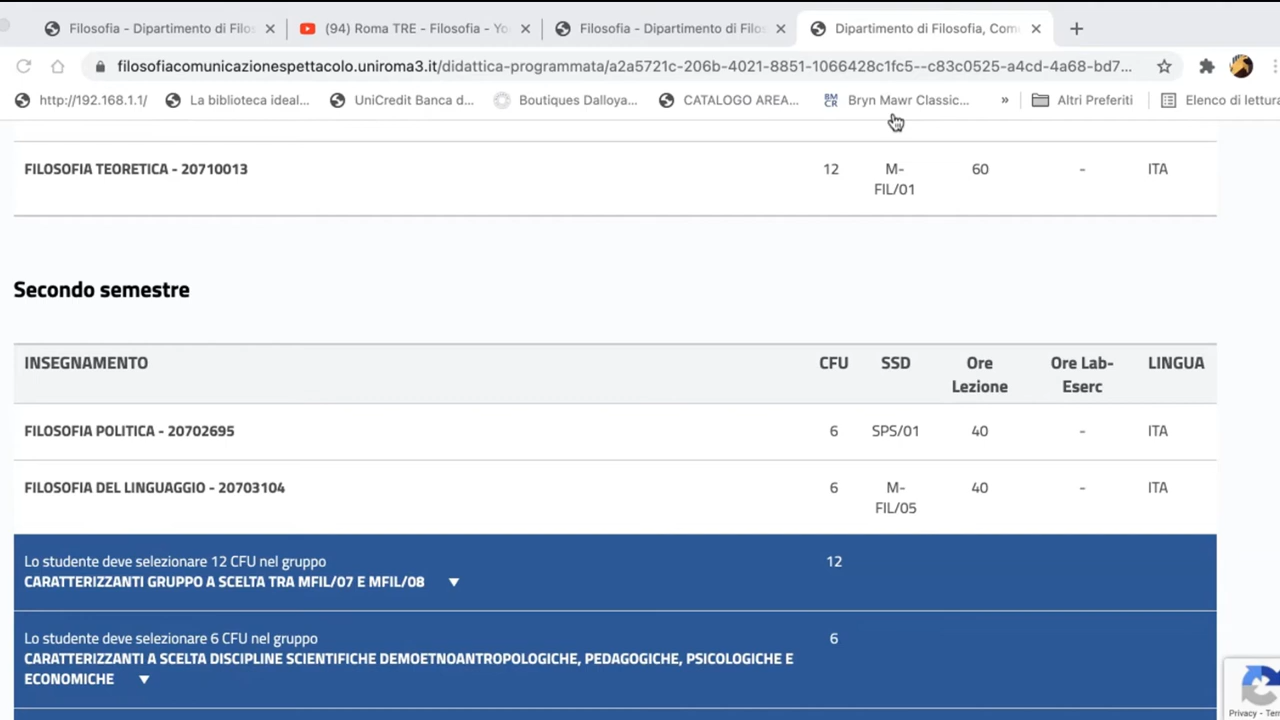 Filosofia - Dipartimento di Filos
(94) Roma TRE - Filosofia - Yo
Filosofia - Dipartimento di Filos
Dipartimento di Filosofia, Com
filosofiacomunicazionespettacolo.uniroma3.it/didattica-programmata/a2a5721c-206b-4021-8851-1066428c1fc5--c83c0525-a4cd-4a68-bd7...
http://192.168.1.1/
La biblioteca ideal...
UniCredit Banca d...
Boutiques Dalloya...
CATALOGO AREA...
BMCR
Bryn Mawr Classic...
»
Altri Preferiti
Elenco di lettura
FILOSOFIA TEORETICA - 20710013 12 M-FIL/01 60 - ITA
Secondo semestre
INSEGNAMENTO CFU SSD Ore Lezione Ore Lab-Eserc LINGUA
FILOSOFIA POLITICA - 20702695 6 SPS/01 40 - ITA
FILOSOFIA DEL LINGUAGGIO - 20703104 6 M-FIL/05 40 - ITA
Lo studente deve selezionare 12 CFU nel gruppo 12
CARATTERIZZANTI GRUPPO A SCELTA TRA MFIL/07 E MFIL/08
Lo studente deve selezionare 6 CFU nel gruppo 6
CARATTERIZZANTI A SCELTA DISCIPLINE SCIENTIFICHE DEMOETNOANTROPOLOGICHE, PEDAGOGICHE, PSICOLOGICHE E
ECONOMICHE
Privacy - Ter